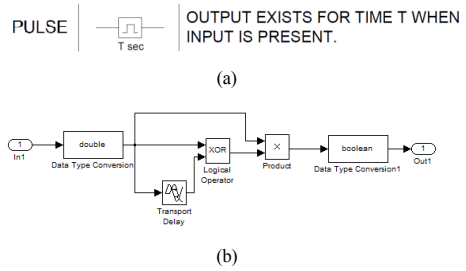 PULSE
T sec
OUTPUT EXISTS FOR TIME T WHEN
INPUT IS PRESENT.
(a)
1
In1
double
Data Type Conversion
XOR
Logical
Operator
Transport
Delay
×
Product
boolean
Data Type Conversion1
1
Out1
(b)